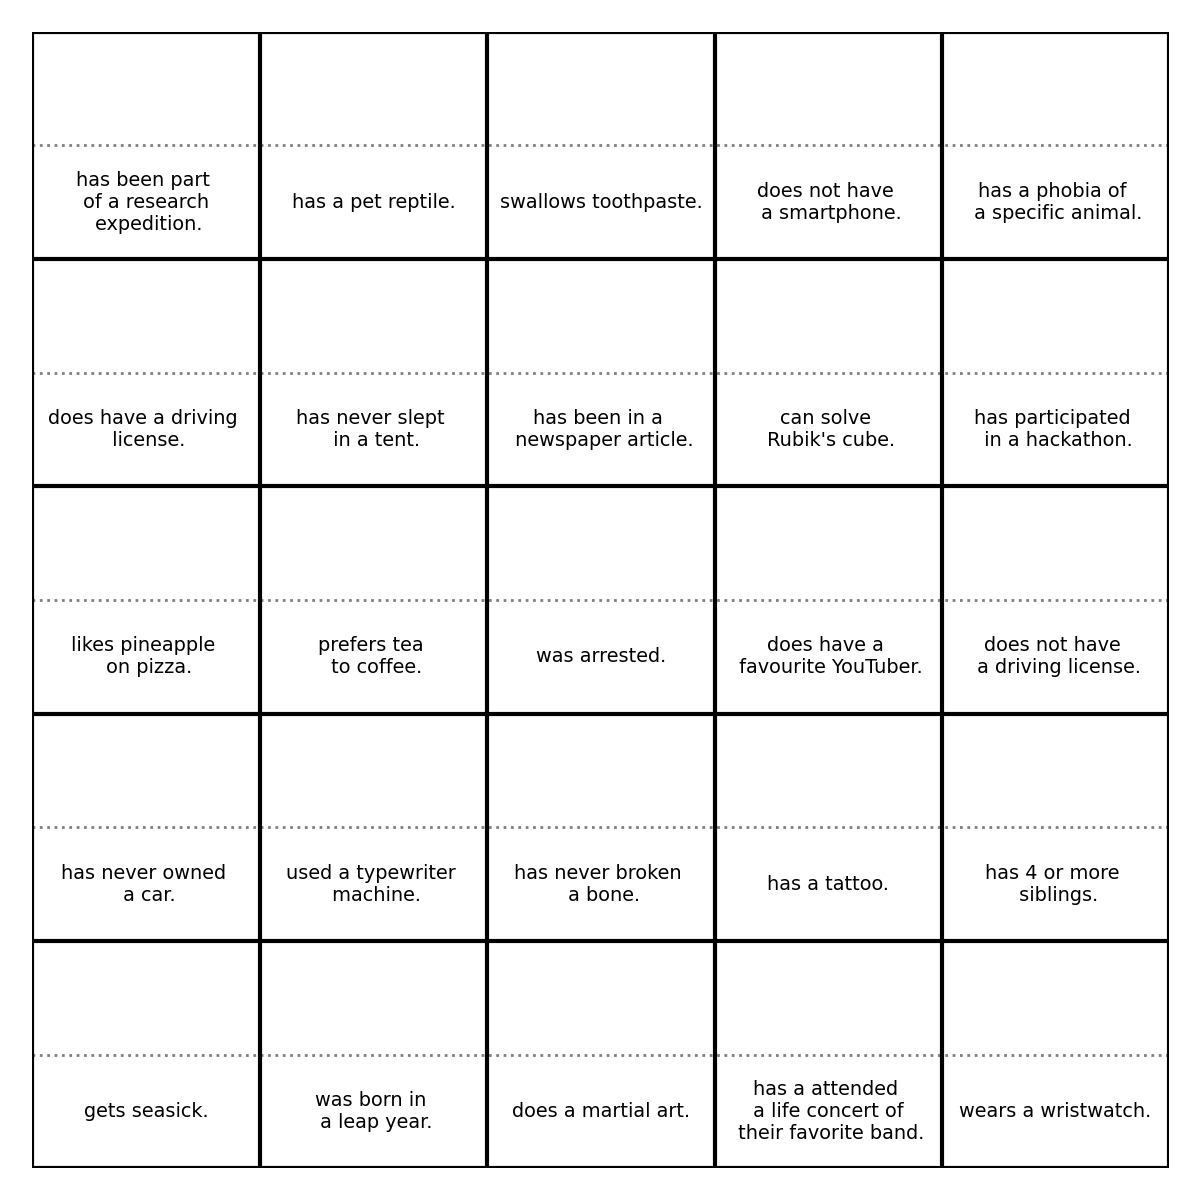 has been part
of a research
expedition.
has a pet reptile.
swallows toothpaste.
does not have
a smartphone.
has a phobia of
a specific animal.
does have a driving
license.
has never slept
in a tent.
has been in a
newspaper article.
can solve
Rubik's cube.
has participated
in a hackathon.
likes pineapple
on pizza.
prefers tea
to coffee.
was arrested.
does have a
favourite YouTuber.
does not have
a driving license.
has never owned
a car.
used a typewriter
machine.
has never broken
a bone.
has a tattoo.
has 4 or more
siblings.
gets seasick.
was born in
a leap year.
does a martial art.
has a attended
a life concert of
their favorite band.
wears a wristwatch.